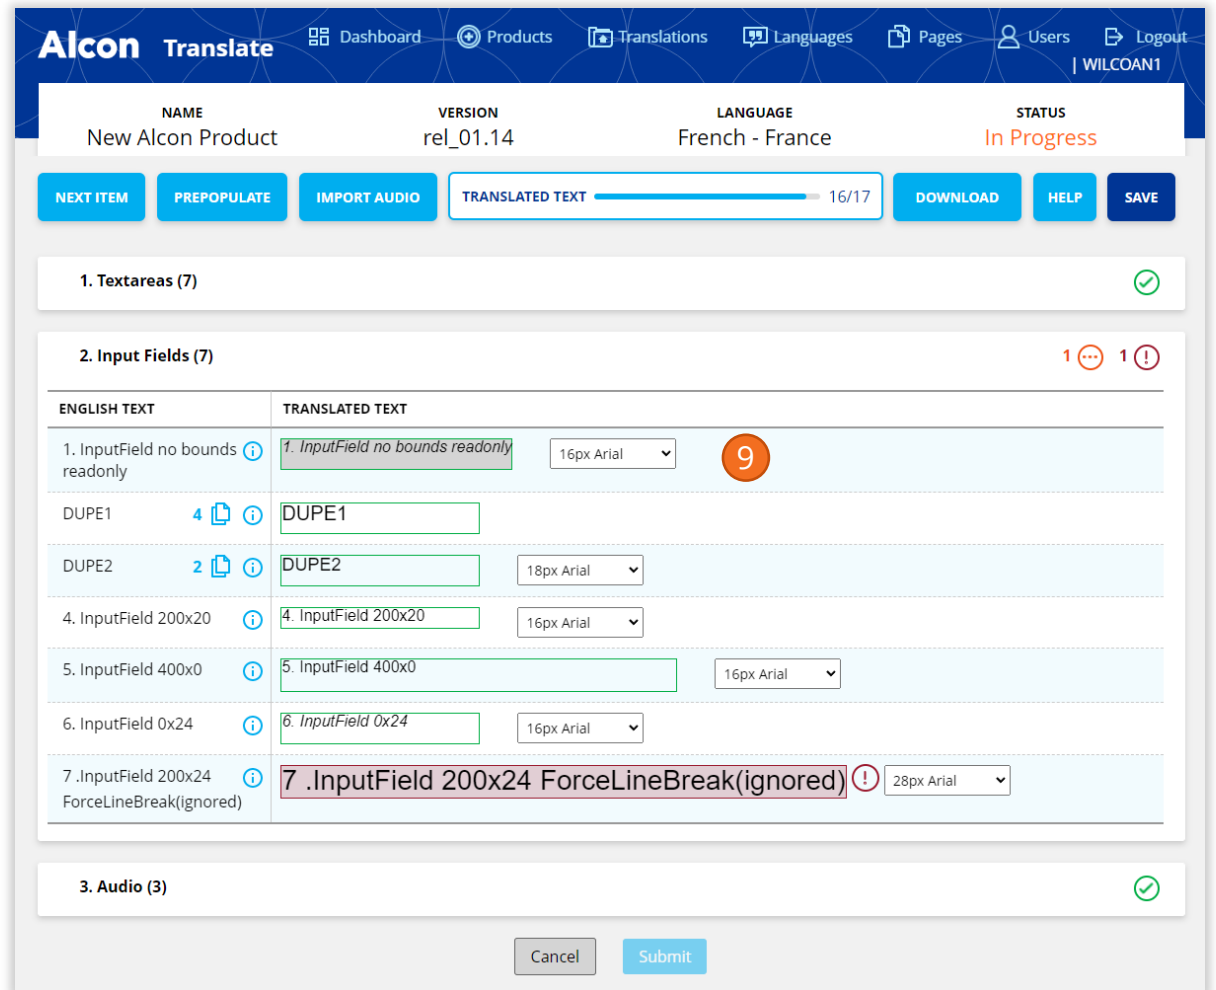 Alcon Translate Dashboard Products Translations Languages Pages Users Logout
| WILCOAN1
NAME VERSION LANGUAGE STATUS
New Alcon Product rel_01.14 French - France In Progress
NEXT ITEM PREPOPULATE IMPORT AUDIO TRANSLATED TEXT 16/17 DOWNLOAD HELP SAVE
1. Textareas (7)
2. Input Fields (7) 1 1
ENGLISH TEXT TRANSLATED TEXT
1. InputField no bounds readonly 1. InputField no bounds readonly 16px Arial 9
DUPE1 4 DUPE1
DUPE2 2 DUPE2 18px Arial
4. InputField 200x20 4. InputField 200x20 16px Arial
5. InputField 400x0 5. InputField 400x0 16px Arial
6. InputField 0x24 6. InputField 0x24 16px Arial
7 .InputField 200x24 ForceLineBreak(ignored) 7 .InputField 200x24 ForceLineBreak(ignored) 28px Arial
3. Audio (3)
Cancel Submit